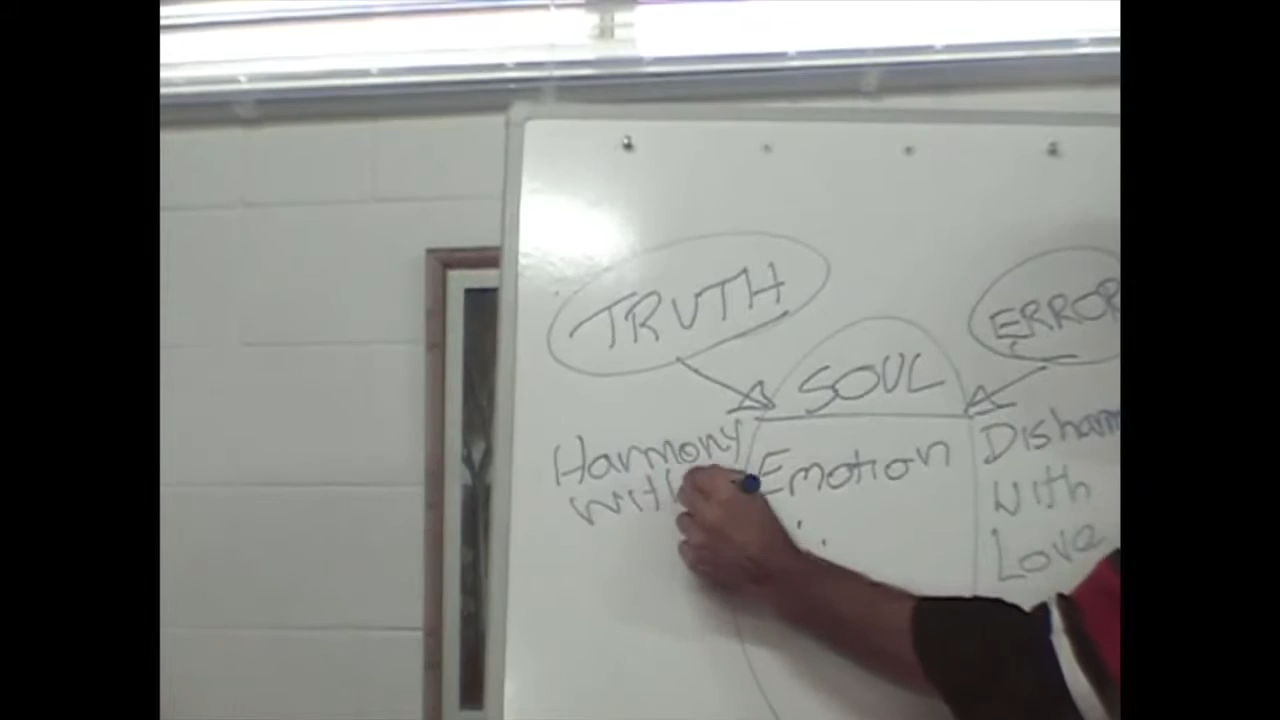 TRUTH
ERROR
SOUL
Harmony
with
Emotion
Disharm
with
Love